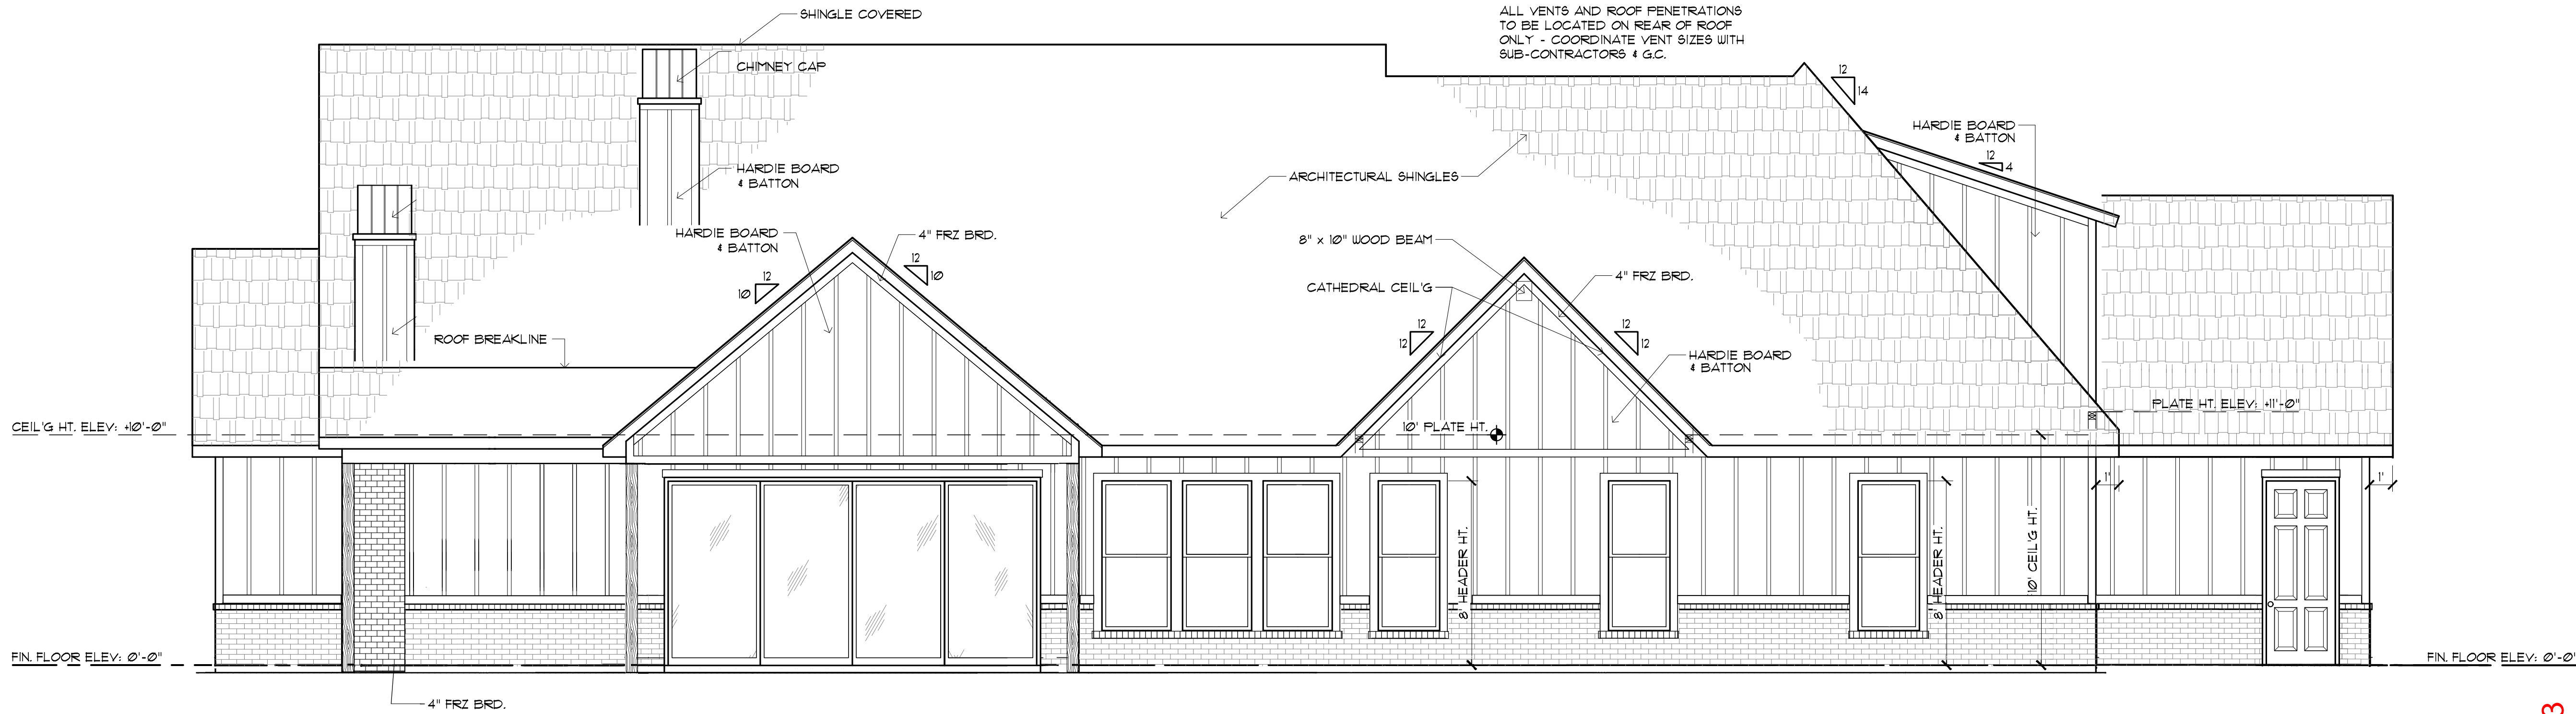 SHINGLE COVERED
ALL VENTS AND ROOF PENETRATIONS
TO BE LOCATED ON REAR OF ROOF
ONLY - COORDINATE VENT SIZES WITH
SUB-CONTRACTORS & G.C.
CHIMNEY CAP
12
14
HARDIE BOARD
& BATTON
12
4
HARDIE BOARD
& BATTON
ARCHITECTURAL SHINGLES
HARDIE BOARD
& BATTON
4" FRZ BRD.
8" x 10" WOOD BEAM
12
10
12
10
CATHEDRAL CEIL'G
4" FRZ BRD.
ROOF BREAKLINE
12
12
12
12
HARDIE BOARD
& BATTON
PLATE HT. ELEV: +11'-0"
CEIL'G HT. ELEV: +10'-0"
10' PLATE HT.
1'
1'
8' HEADER HT.
8' HEADER HT.
10' CEIL'G HT.
FIN. FLOOR ELEV: 0'-0"
FIN. FLOOR ELEV: 0'-0"
4" FRZ BRD.
3